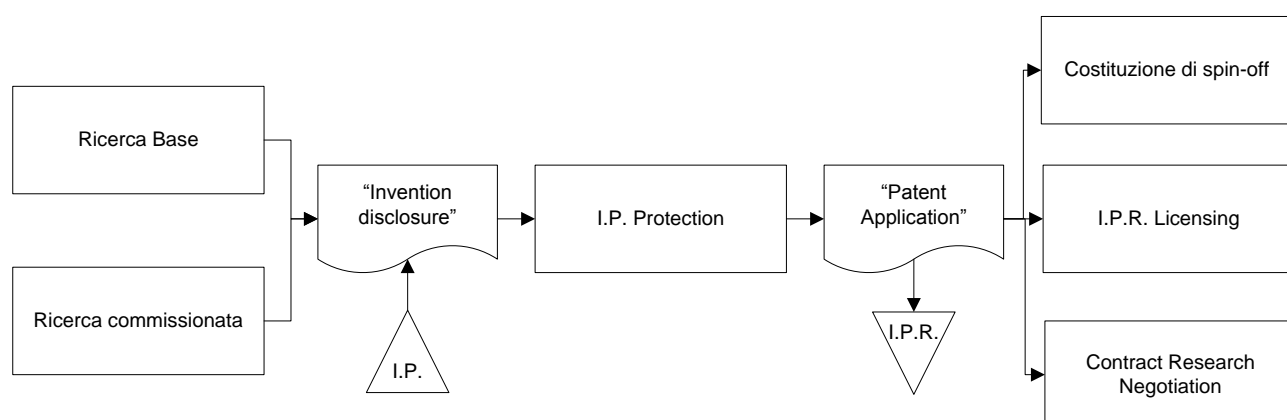 Ricerca Base
Ricerca commissionata
“Invention
disclosure”
I.P.
I.P. Protection
“Patent
Application”
I.P.R.
Costituzione di spin-off
I.P.R. Licensing
Contract Research
Negotiation